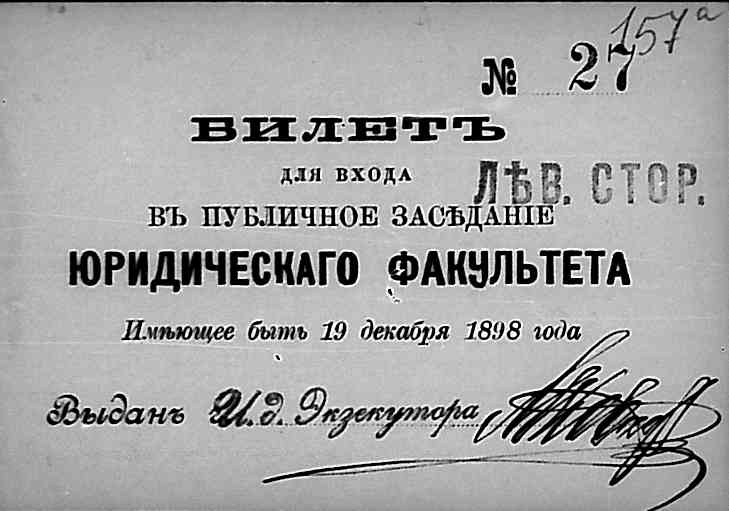 157а
№ 27
БИЛЕТЪ
ДЛЯ ВХОДА
ЛѢВ. СТОР.
ВЪ ПУБЛИЧНОЕ ЗАСѢДАНІЕ
ЮРИДИЧЕСКАГО ФАКУЛЬТЕТА
Имѣющее быть 19 декабря 1898 года
Выданъ И. д. Экзекутора